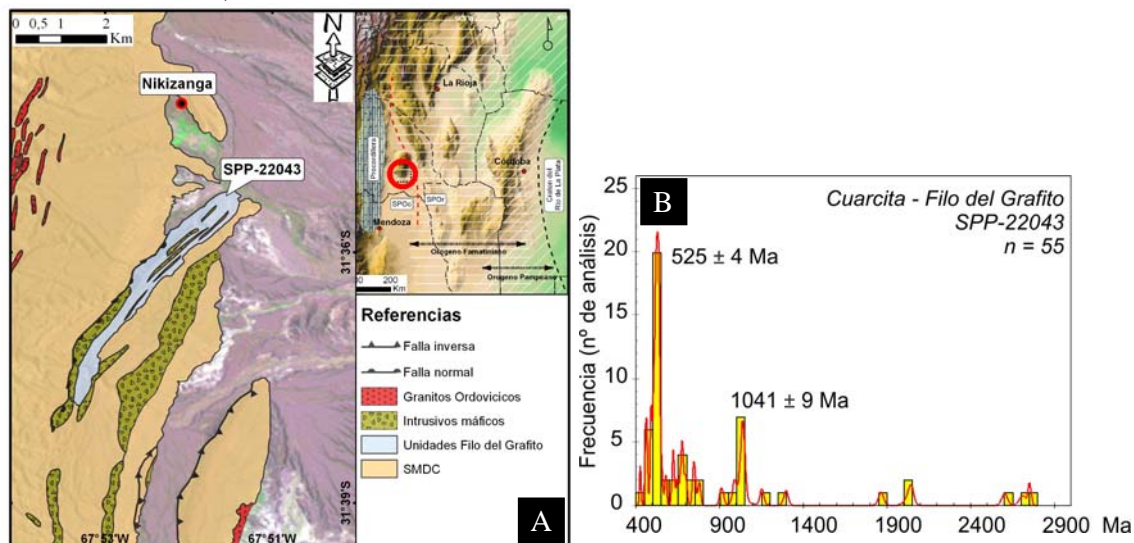 0 0,5 1 2
Km
N
Nikizanga
SPP-22043
31°36'S
31°39'S
67°53'W
67°51'W
A
La Rioja
Córdoba
Mendoza
Precordillera
SPOc
SPOr
Craton del
Río de La Plata
Orógeno Famatiniano
Orógeno Pampeano
200
Km
Referencias
Falla inversa
Falla normal
Granitos Ordovícicos
Intrusivos máficos
Unidades Filo del Grafito
SMDC
B
Cuarcita - Filo del Grafito
SPP-22043
n = 55
525 ± 4 Ma
1041 ± 9 Ma
Frecuencia (nº de análisis)
25
20
15
10
5
0
400 900 1400 1900 2400 2900 Ma